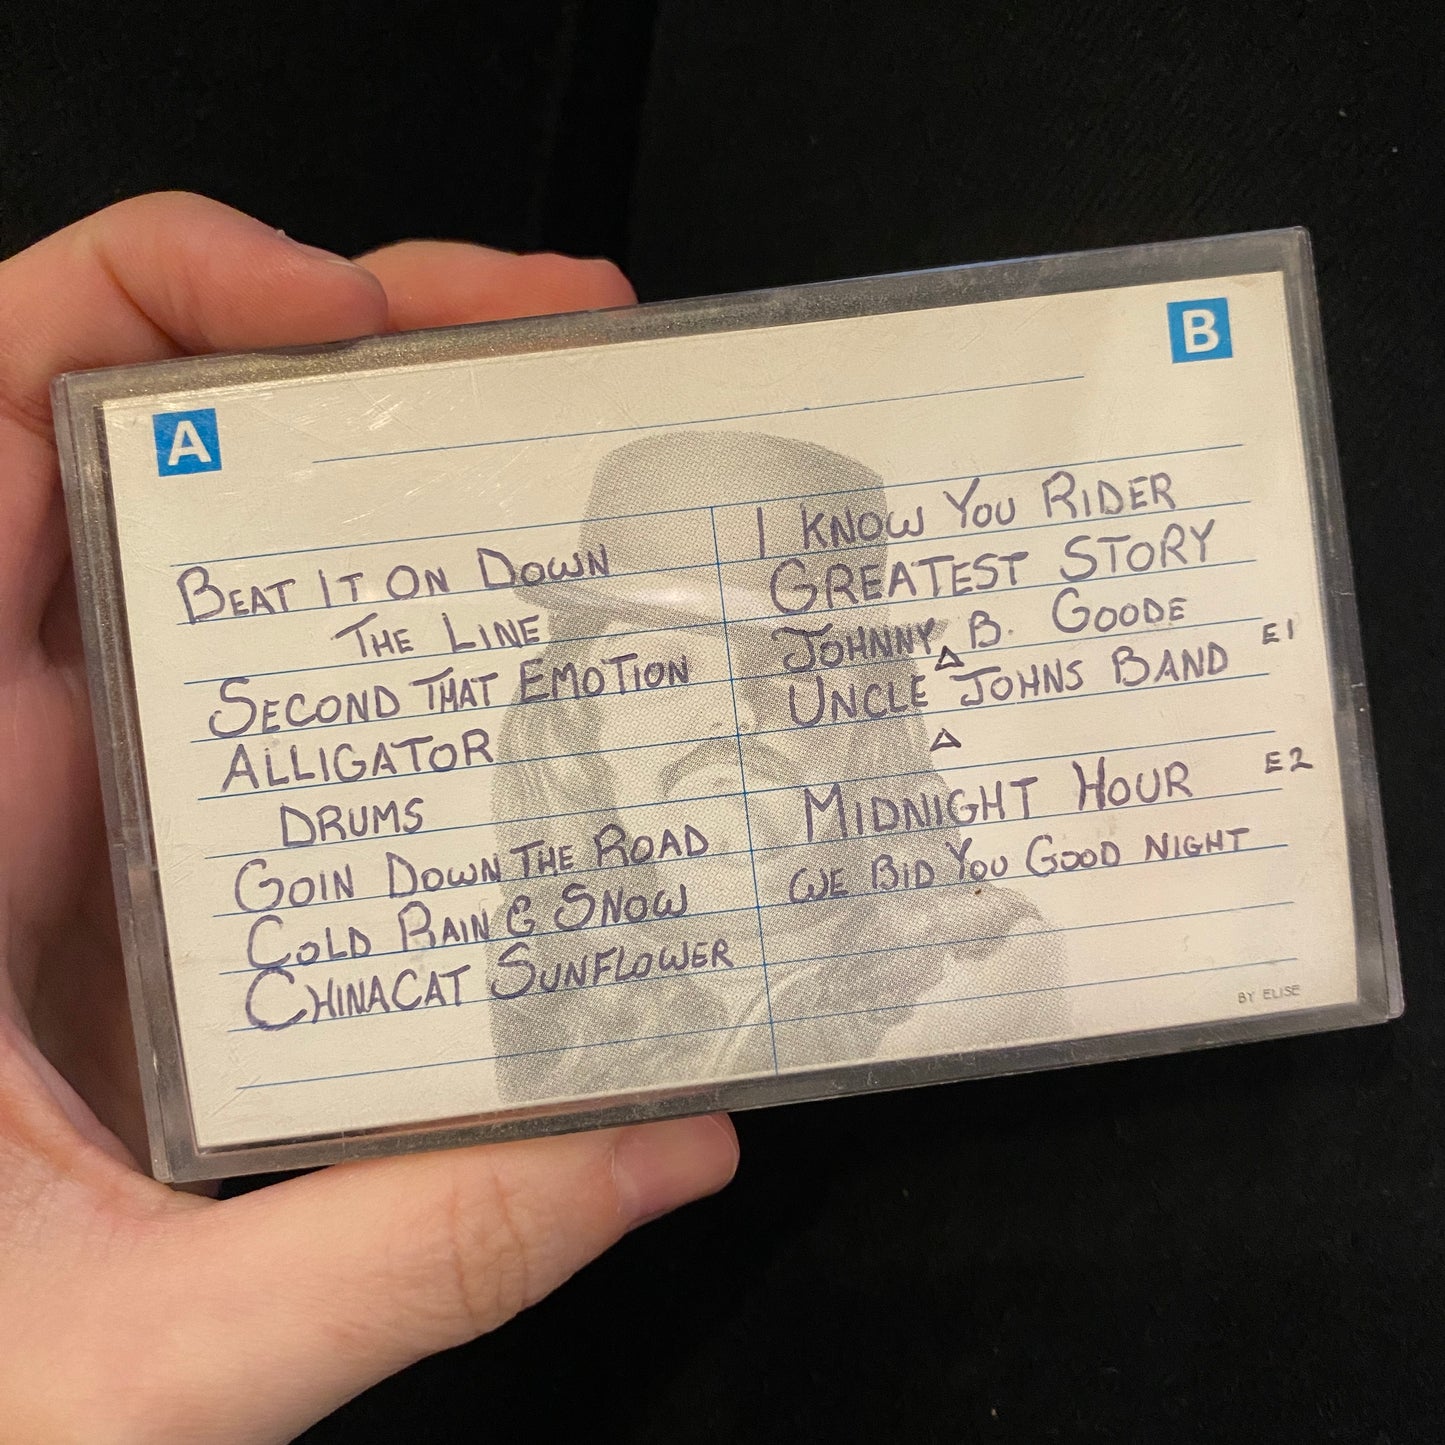 A
BEAT IT ON DOWN
THE LINE
SECOND THAT EMOTION
ALLIGATOR
DRUMS
GOIN DOWN THE ROAD
COLD RAIN & SNOW
CHINACAT SUNFLOWER
B
I KNOW YOU RIDER
GREATEST STORY
JOHNNY B. GOODE
UNCLE JOHNS BAND E1
MIDNIGHT HOUR E2
WE BID YOU GOOD NIGHT
BY ELISE